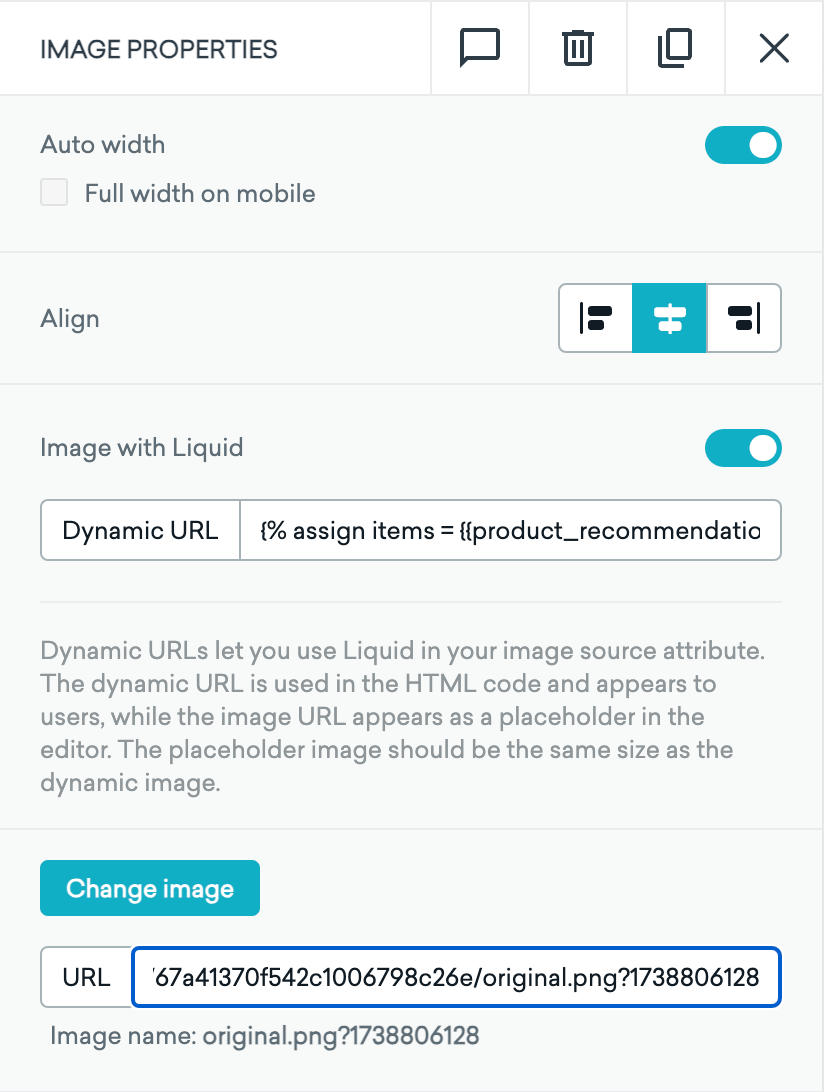 IMAGE PROPERTIES
Auto width
Full width on mobile
Align
Image with Liquid
Dynamic URL {% assign items = {{product_recommendatio
Dynamic URLs let you use Liquid in your image source attribute.
The dynamic URL is used in the HTML code and appears to
users, while the image URL appears as a placeholder in the
editor. The placeholder image should be the same size as the
dynamic image.
Change image
URL /67a41370f542c1006798c26e/original.png?1738806128
Image name: original.png?1738806128